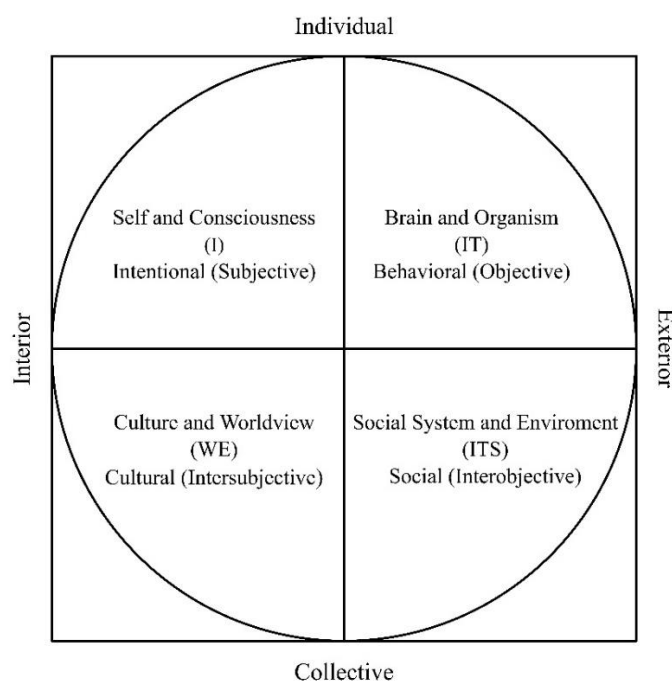 Individual
Self and Consciousness
(I)
Intentional (Subjective)
Brain and Organism
(IT)
Behavioral (Objective)
Interior
Exterior
Culture and Worldview
(WE)
Cultural (Intersubjective)
Social System and Enviroment
(ITS)
Social (Interobjective)
Collective